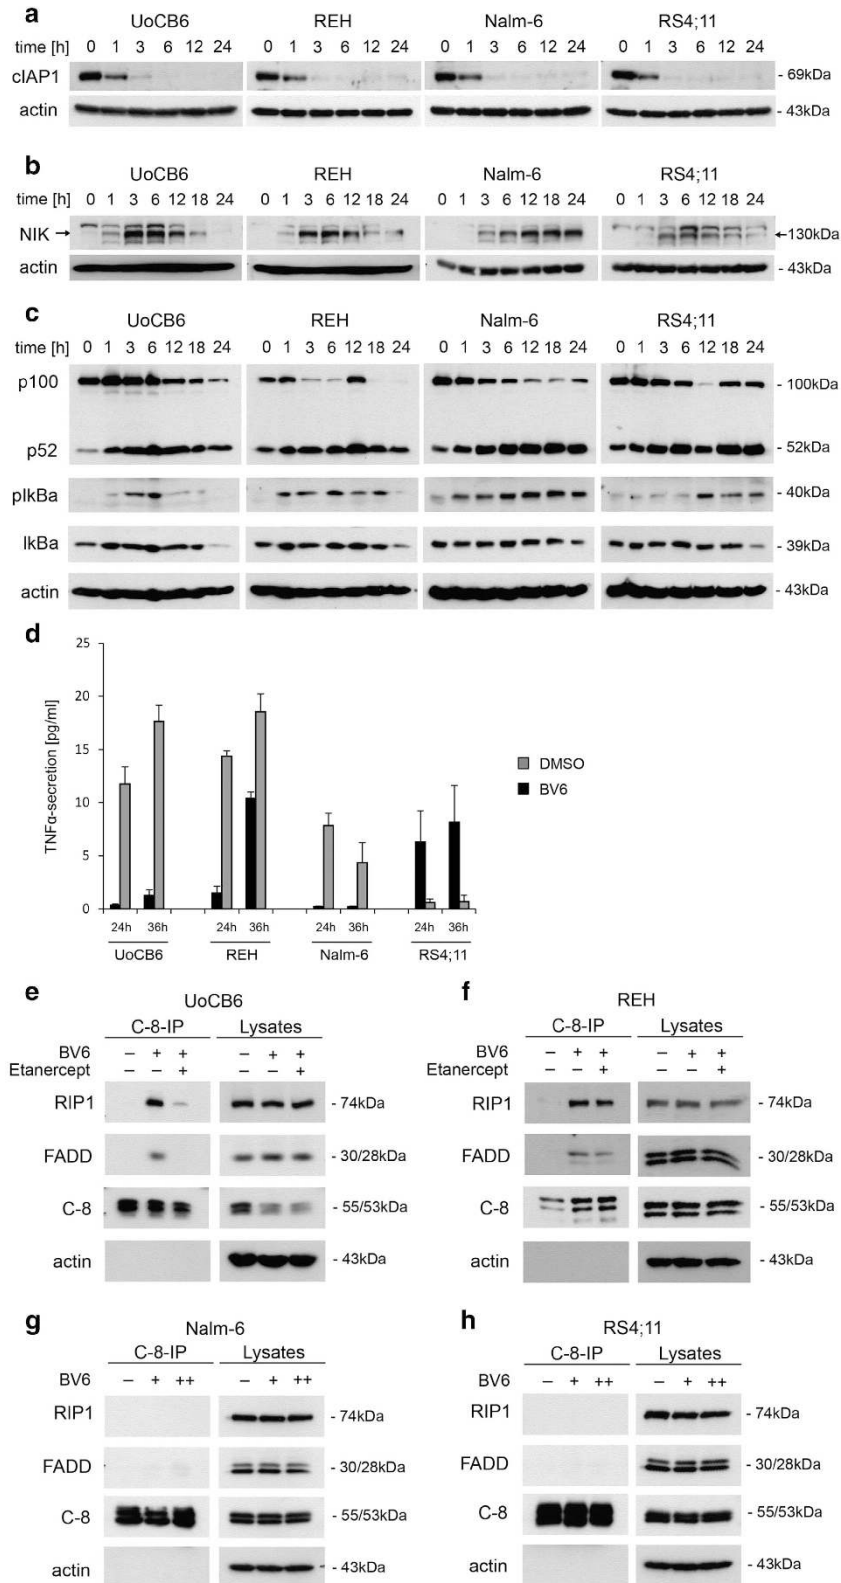 a
UoCB6 REH Nalm-6 RS4;11
time [h] 0 1 3 6 12 24 0 1 3 6 12 24 0 1 3 6 12 24 0 1 3 6 12 24
cIAP1 - 69kDa
actin - 43kDa
b
UoCB6 REH Nalm-6 RS4;11
time [h] 0 1 3 6 12 18 24 0 1 3 6 12 18 24 0 1 3 6 12 18 24 0 1 3 6 12 18 24
NIK → ←130kDa
actin - 43kDa
c
UoCB6 REH Nalm-6 RS4;11
time [h] 0 1 3 6 12 18 24 0 1 3 6 12 18 24 0 1 3 6 12 18 24 0 1 3 6 12 18 24
p100 - 100kDa
p52 - 52kDa
pIkBa - 40kDa
IkBa - 39kDa
actin - 43kDa
d
TNFα-secretion [pg/ml]
25
20
15
10
5
0
DMSO
BV6
24h 36h 24h 36h 24h 36h 24h 36h
UoCB6 REH Nalm-6 RS4;11
e
UoCB6
C-8-IP Lysates
BV6 – + + – + +
Etanercept – – + – – +
RIP1 - 74kDa
FADD - 30/28kDa
C-8 - 55/53kDa
actin - 43kDa
f
REH
C-8-IP Lysates
BV6 – + + – + +
Etanercept – – + – – +
RIP1 - 74kDa
FADD - 30/28kDa
C-8 - 55/53kDa
actin - 43kDa
g
Nalm-6
C-8-IP Lysates
BV6 – + ++ – + ++
RIP1 - 74kDa
FADD - 30/28kDa
C-8 - 55/53kDa
actin - 43kDa
h
RS4;11
C-8-IP Lysates
BV6 – + ++ – + ++
RIP1 - 74kDa
FADD - 30/28kDa
C-8 - 55/53kDa
actin - 43kDa